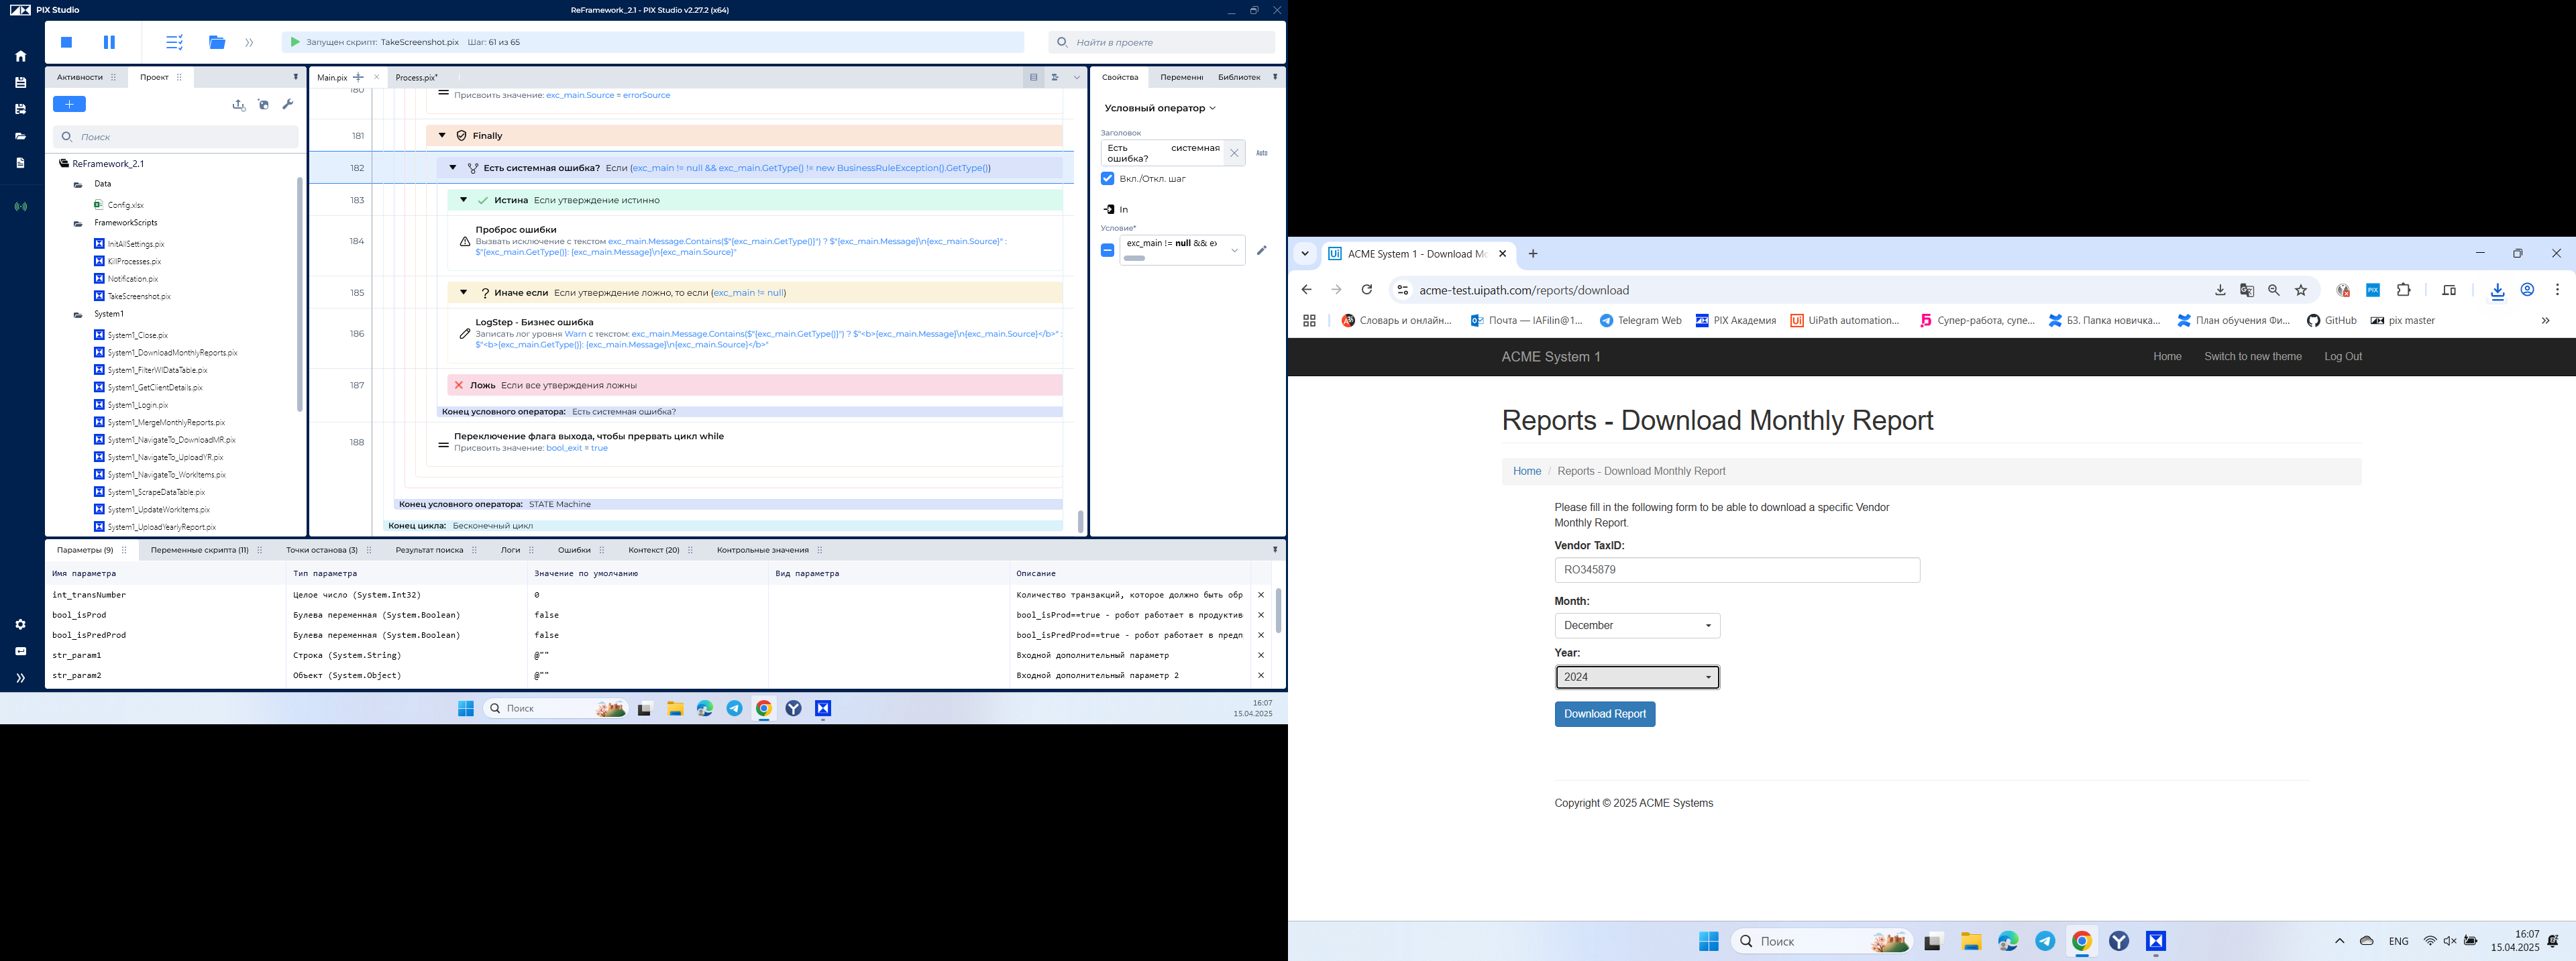 PIX Studio
ReFramework_2.1 - PIX Studio v2.27.2 (x64)
Запущен скрипт: TakeScreenshot.pix Шаг: 61 из 65
Найти в проекте
Активности
Проект
Поиск
ReFramework_2.1
Data
Config.xlsx
FrameworkScripts
InitAllSettings.pix
KillProcesses.pix
Notification.pix
TakeScreenshot.pix
System1
System1_Close.pix
System1_DownloadMonthlyReports.pix
System1_FilterWIDataTable.pix
System1_GetClientDetails.pix
System1_Login.pix
System1_MergeMonthlyReports.pix
System1_NavigateTo_DownloadMR.pix
System1_NavigateTo_UploadYR.pix
System1_NavigateTo_WorkItems.pix
System1_ScrapeDataTable.pix
System1_UpdateWorkItems.pix
System1_UploadYearlyReport.pix
Main.pix
Process.pix*
180
Присвоить значение: exc_main.Source = errorSource
181 Finally
182 Есть системная ошибка? Если (exc_main != null && exc_main.GetType() != new BusinessRuleException().GetType())
183 Истина Если утверждение истинно
184 Проброс ошибки
Вызвать исключение с текстом exc_main.Message.Contains($"{exc_main.GetType()}") ? $"{exc_main.Message}\n{exc_main.Source}" :
$"{exc_main.GetType()}: {exc_main.Message}\n{exc_main.Source}"
185 Иначе если Если утверждение ложно, то если (exc_main != null)
186 LogStep - Бизнес ошибка
Записать лог уровня Warn с текстом: exc_main.Message.Contains($"{exc_main.GetType()}") ? $"<b>{exc_main.Message}\n{exc_main.Source}</b>" :
$"<b>{exc_main.GetType()}: {exc_main.Message}\n{exc_main.Source}</b>"
187 Ложь Если все утверждения ложны
Конец условного оператора: Есть системная ошибка?
188 Переключение флага выхода, чтобы прервать цикл while
Присвоить значение: bool_exit = true
Конец условного оператора: STATE Machine
Конец цикла: Бесконечный цикл
Свойства
Переменны
Библиотек
Условный оператор
Заголовок
Есть системная
ошибка?
Auto
Вкл./Откл. шаг
In
Условие*
exc_main != null && e
Параметры (9)
Переменные скрипта (11)
Точки останова (3)
Результат поиска
Логи
Ошибки
Контекст (20)
Контрольные значения
Имя параметра Тип параметра Значение по умолчанию Вид параметра Описание
int_transNumber Целое число (System.Int32) 0 Количество транзакций, которое должно быть обр
bool_isProd Булева переменная (System.Boolean) false bool_isProd==true - робот работает в продуктив
bool_isPredProd Булева переменная (System.Boolean) false bool_isPredProd==true - робот работает в предп
str_param1 Строка (System.String) @"" Входной дополнительный параметр
str_param2 Объект (System.Object) @"" Входной дополнительный параметр 2
Поиск
16:07
15.04.2025
ACME System 1 - Download Mo
acme-test.uipath.com/reports/download
Словарь и онлайн...
Почта — IAFilin@1...
Telegram Web
PIX Академия
UiPath automation...
Супер-работа, супе...
БЗ. Папка новичка...
План обучения Фи...
GitHub
pix master
ACME System 1
Home
Switch to new theme
Log Out
Reports - Download Monthly Report
Home / Reports - Download Monthly Report
Please fill in the following form to be able to download a specific Vendor
Monthly Report.
Vendor TaxID:
RO345879
Month:
December
Year:
2024
Download Report
Copyright © 2025 ACME Systems
Поиск
ENG
16:07
15.04.2025